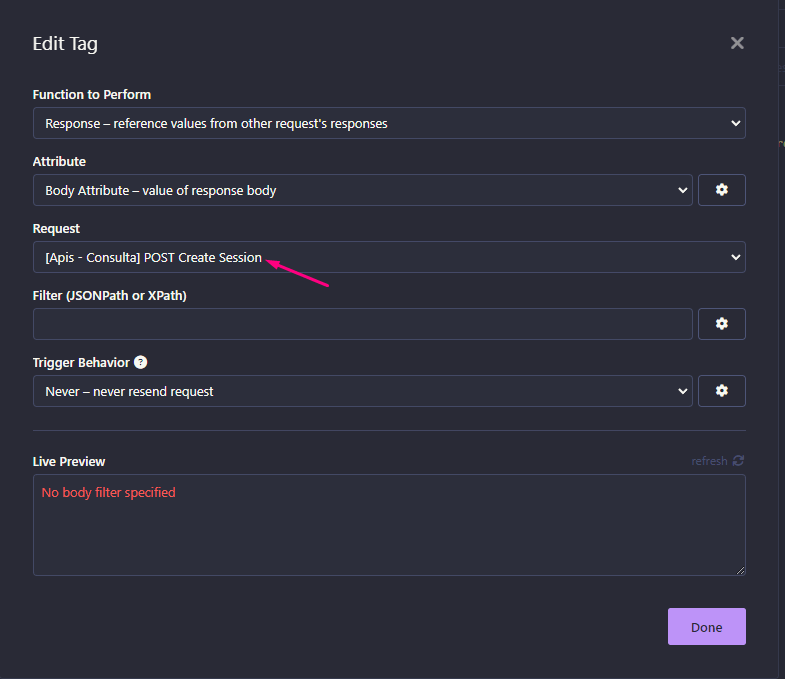 Edit Tag
Function to Perform
Response – reference values from other request's responses
Attribute
Body Attribute – value of response body
Request
[Apis - Consulta] POST Create Session
Filter (JSONPath or XPath)
Trigger Behavior ?
Never – never resend request
Live Preview
refresh
No body filter specified
Done